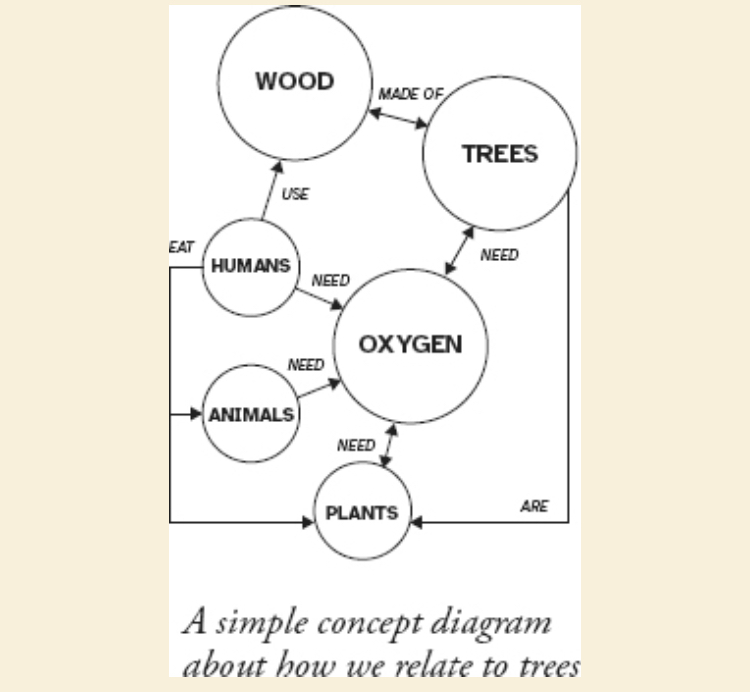 WOOD
MADE OF
TREES
USE
EAT
HUMANS
NEED
NEED
OXYGEN
NEED
ANIMALS
NEED
PLANTS
ARE
A simple concept diagram
about how we relate to trees